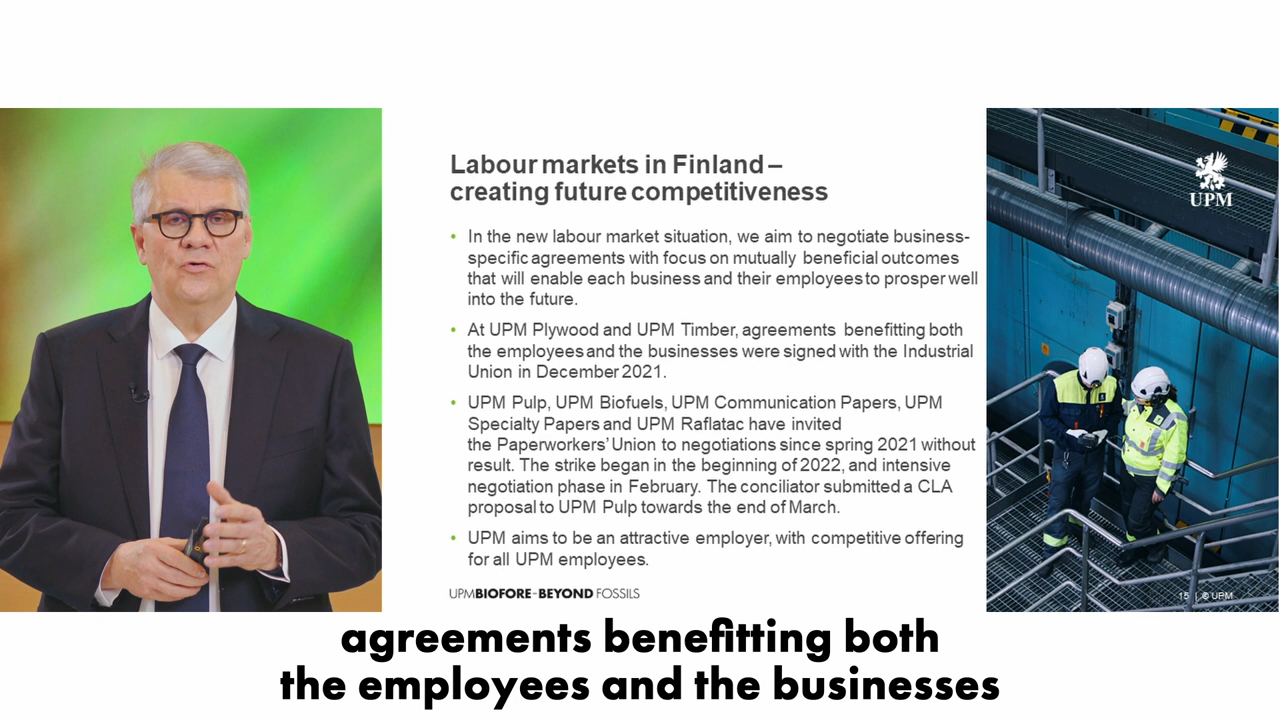 Labour markets in Finland –
creating future competitiveness
• In the new labour market situation, we aim to negotiate business-
specific agreements with focus on mutually beneficial outcomes
that will enable each business and their employees to prosper well
into the future.
• At UPM Plywood and UPM Timber, agreements benefitting both
the employees and the businesses were signed with the Industrial
Union in December 2021.
• UPM Pulp, UPM Biofuels, UPM Communication Papers, UPM
Specialty Papers and UPM Raflatac have invited
the Paperworkers' Union to negotiations since spring 2021 without
result. The strike began in the beginning of 2022, and intensive
negotiation phase in February. The conciliator submitted a CLA
proposal to UPM Pulp towards the end of March.
• UPM aims to be an attractive employer, with competitive offering
for all UPM employees.
UPM BIOFORE–BEYOND FOSSILS
UPM
15 | © UPM
agreements benefitting both
the employees and the businesses